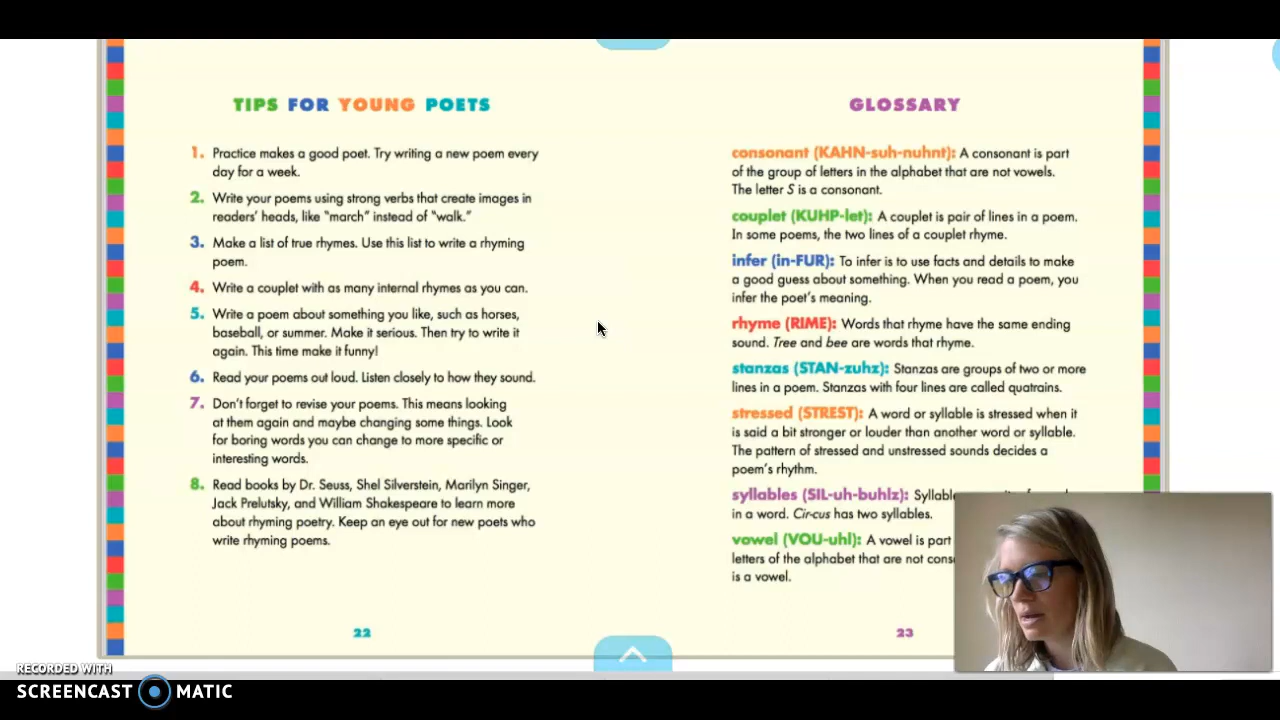 TIPS FOR YOUNG POETS
1. Practice makes a good poet. Try writing a new poem every
day for a week.
2. Write your poems using strong verbs that create images in
readers' heads, like "march" instead of "walk."
3. Make a list of true rhymes. Use this list to write a rhyming
poem.
4. Write a couplet with as many internal rhymes as you can.
5. Write a poem about something you like, such as horses,
baseball, or summer. Make it serious. Then try to write it
again. This time make it funny!
6. Read your poems out loud. Listen closely to how they sound.
7. Don't forget to revise your poems. This means looking
at them again and maybe changing some things. Look
for boring words you can change to more specific or
interesting words.
8. Read books by Dr. Seuss, Shel Silverstein, Marilyn Singer,
Jack Prelutsky, and William Shakespeare to learn more
about rhyming poetry. Keep an eye out for new poets who
write rhyming poems.
22
GLOSSARY
consonant (KAHN-suh-nuhnt): A consonant is part
of the group of letters in the alphabet that are not vowels.
The letter S is a consonant.
couplet (KUHP-let): A couplet is pair of lines in a poem.
In some poems, the two lines of a couplet rhyme.
infer (in-FUR): To infer is to use facts and details to make
a good guess about something. When you read a poem, you
infer the poet's meaning.
rhyme (RIME): Words that rhyme have the same ending
sound. Tree and bee are words that rhyme.
stanzas (STAN-zuhz): Stanzas are groups of two or more
lines in a poem. Stanzas with four lines are called quatrains.
stressed (STREST): A word or syllable is stressed when it
is said a bit stronger or louder than another word or syllable.
The pattern of stressed and unstressed sounds decides a
poem's rhythm.
syllables (SIL-uh-buhlz):
in a word. Cir-cus has two syllables.
vowel (VOU-uhl): A vowel is part
letters of the alphabet that are not
is a vowel.
23
RECORDED WITH
SCREENCAST MATIC